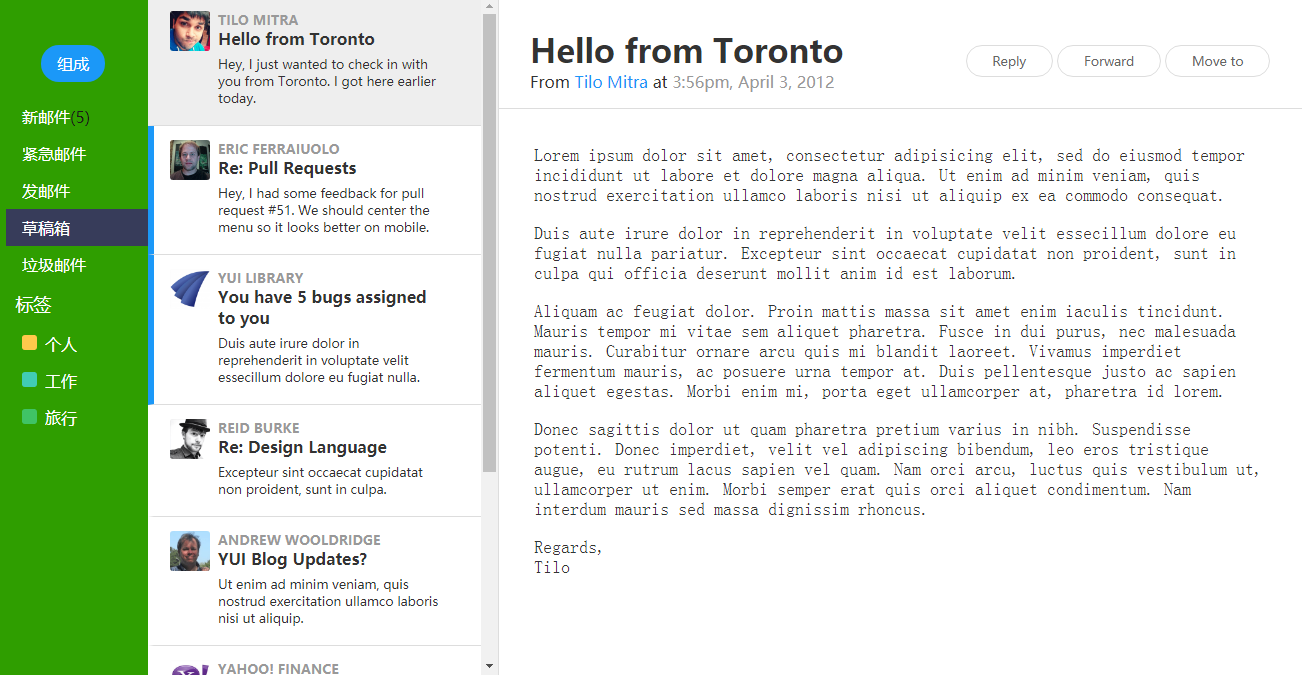 组成
新邮件(5)
紧急邮件
发邮件
草稿箱
垃圾邮件
标签
个人
工作
旅行
TILO MITRA
Hello from Toronto
Hey, I just wanted to check in with
you from Toronto. I got here earlier
today.
ERIC FERRAIUOLO
Re: Pull Requests
Hey, I had some feedback for pull
request #51. We should center the
menu so it looks better on mobile.
YUI LIBRARY
You have 5 bugs assigned
to you
Duis aute irure dolor in
reprehenderit in voluptate velit
essecillum dolore eu fugiat nulla.
REID BURKE
Re: Design Language
Excepteur sint occaecat cupidatat
non proident, sunt in culpa.
ANDREW WOOLDRIDGE
YUI Blog Updates?
Ut enim ad minim veniam, quis
nostrud exercitation ullamco laboris
nisi ut aliquip.
YAHOO! FINANCE
Hello from Toronto
From Tilo Mitra at 3:56pm, April 3, 2012
Reply
Forward
Move to
Lorem ipsum dolor sit amet, consectetur adipisicing elit, sed do eiusmod tempor
incididunt ut labore et dolore magna aliqua. Ut enim ad minim veniam, quis
nostrud exercitation ullamco laboris nisi ut aliquip ex ea commodo consequat.
Duis aute irure dolor in reprehenderit in voluptate velit essecillum dolore eu
fugiat nulla pariatur. Excepteur sint occaecat cupidatat non proident, sunt in
culpa qui officia deserunt mollit anim id est laborum.
Aliquam ac feugiat dolor. Proin mattis massa sit amet enim iaculis tincidunt.
Mauris tempor mi vitae sem aliquet pharetra. Fusce in dui purus, nec malesuada
mauris. Curabitur ornare arcu quis mi blandit laoreet. Vivamus imperdiet
fermentum mauris, ac posuere urna tempor at. Duis pellentesque justo ac sapien
aliquet egestas. Morbi enim mi, porta eget ullamcorper at, pharetra id lorem.
Donec sagittis dolor ut quam pharetra pretium varius in nibh. Suspendisse
potenti. Donec imperdiet, velit vel adipiscing bibendum, leo eros tristique
augue, eu rutrum lacus sapien vel quam. Nam orci arcu, luctus quis vestibulum ut,
ullamcorper ut enim. Morbi semper erat quis orci aliquet condimentum. Nam
interdum mauris sed massa dignissim rhoncus.
Regards,
Tilo